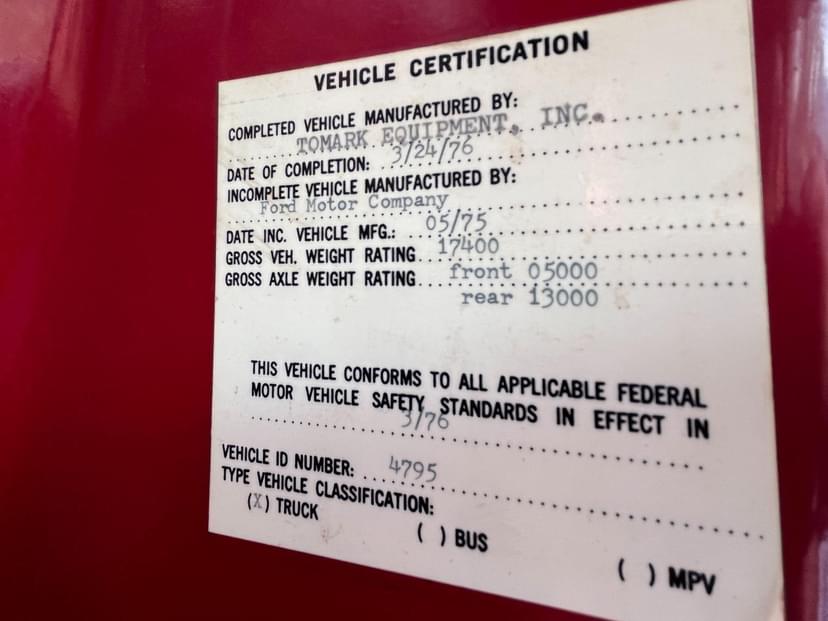 VEHICLE CERTIFICATION
COMPLETED VEHICLE MANUFACTURED BY:
TOMARK EQUIPMENT, INC.
DATE OF COMPLETION: 3/24/76
INCOMPLETE VEHICLE MANUFACTURED BY:
Ford Motor Company
DATE INC. VEHICLE MFG.: 05/75
GROSS VEH. WEIGHT RATING 17400
GROSS AXLE WEIGHT RATING front 05000
rear 13000
THIS VEHICLE CONFORMS TO ALL APPLICABLE FEDERAL
MOTOR VEHICLE SAFETY STANDARDS IN EFFECT IN
3/76
VEHICLE ID NUMBER: 4795
TYPE VEHICLE CLASSIFICATION:
(X) TRUCK ( ) BUS ( ) MPV